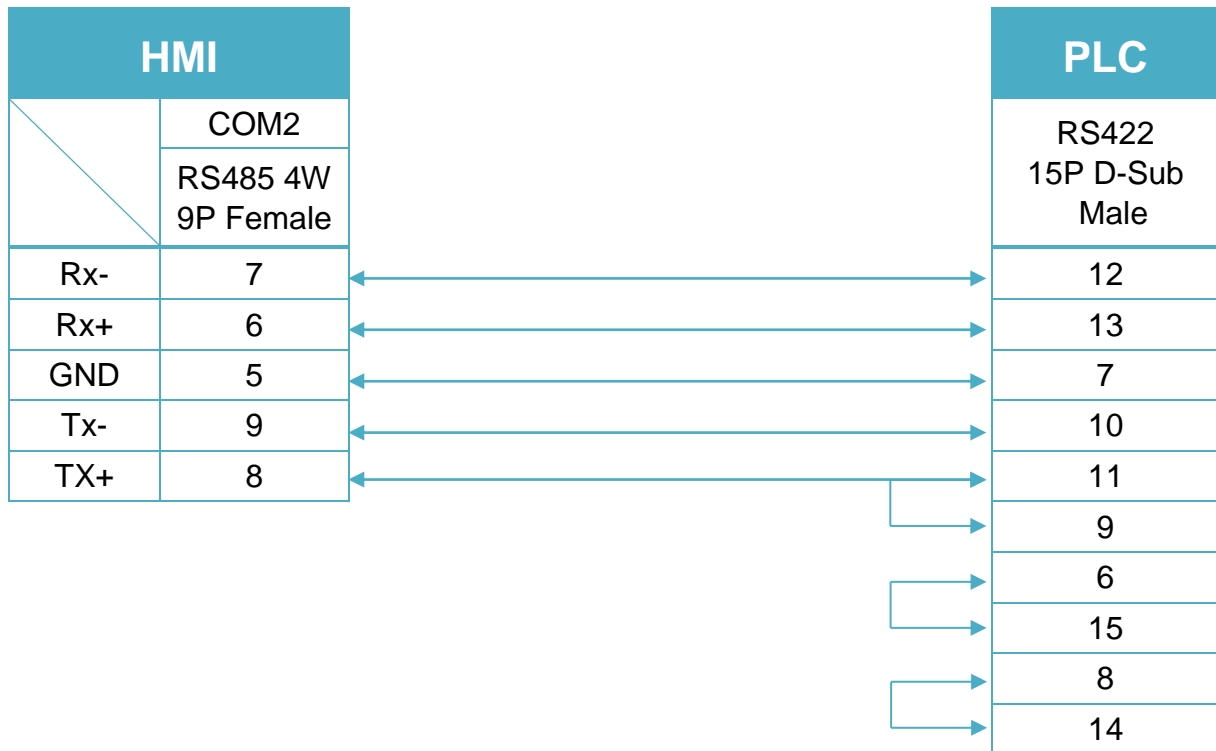 HMI
PLC
COM2
RS485 4W
9P Female
RS422
15P D-Sub
Male
Rx- 7 12
Rx+ 6 13
GND 5 7
Tx- 9 10
TX+ 8 11
9
6
15
8
14